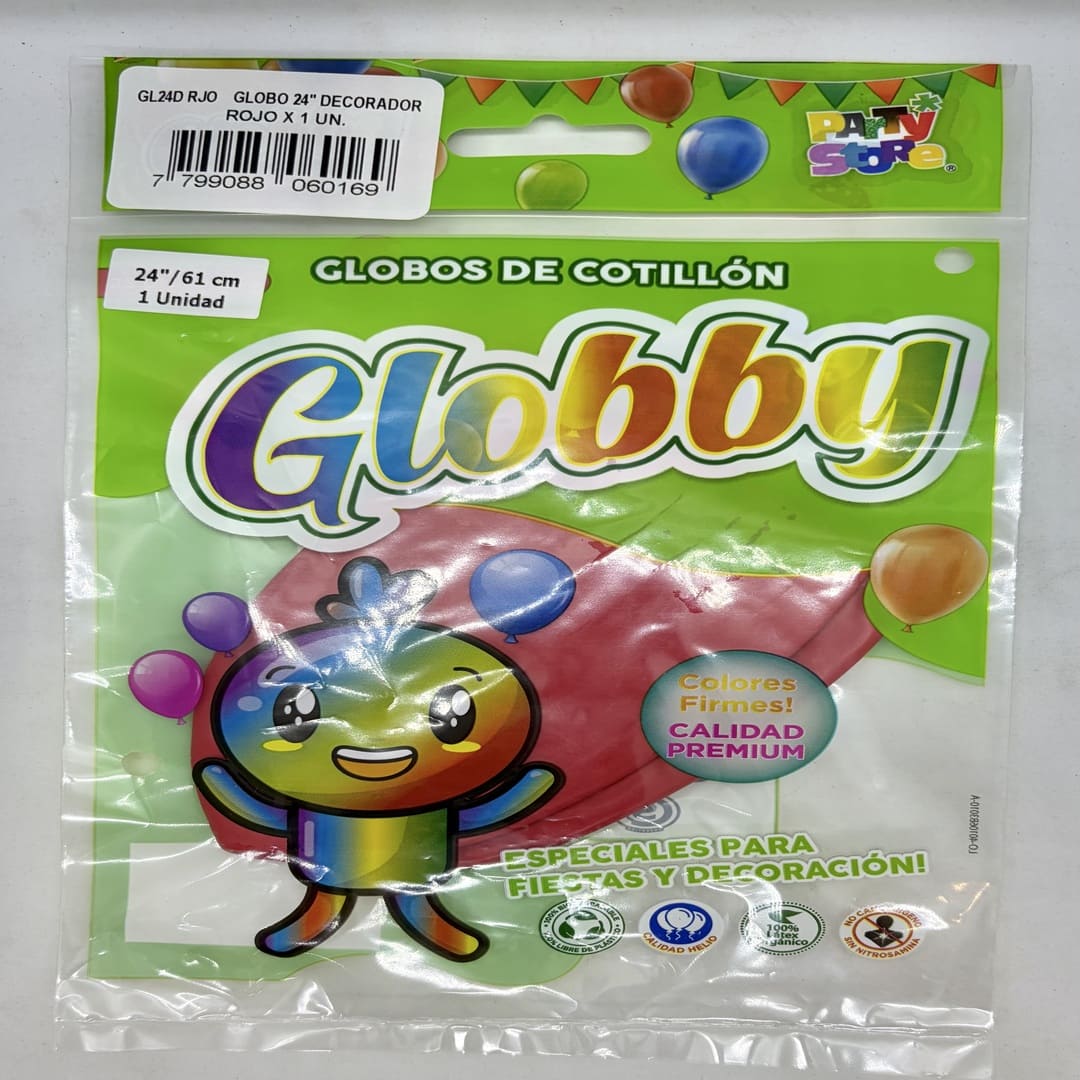 GL24D RJO GLOBO 24" DECORADOR
ROJO X 1 UN.
7 799088 060169
PARTY
STORE®
24"/61 cm
1 Unidad
GLOBOS DE COTILLÓN
Globby
Colores
Firmes!
CALIDAD
PREMIUM
ESPECIALES PARA
FIESTAS Y DECORACIÓN!
CALIDAD HELIO
100%
Látex
Orgánico
SIN NITROSAMINA